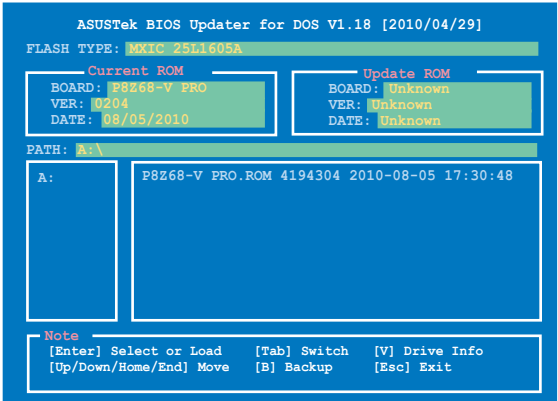 ASUSTek BIOS Updater for DOS V1.18 [2010/04/29]
FLASH TYPE: MXIC 25L1605A
Current ROM
BOARD: P8Z68-V PRO
VER: 0204
DATE: 08/05/2010
Update ROM
BOARD: Unknown
VER: Unknown
DATE: Unknown
PATH: A:\
A:
P8Z68-V PRO.ROM 4194304 2010-08-05 17:30:48
Note
[Enter] Select or Load [Tab] Switch [V] Drive Info
[Up/Down/Home/End] Move [B] Backup [Esc] Exit